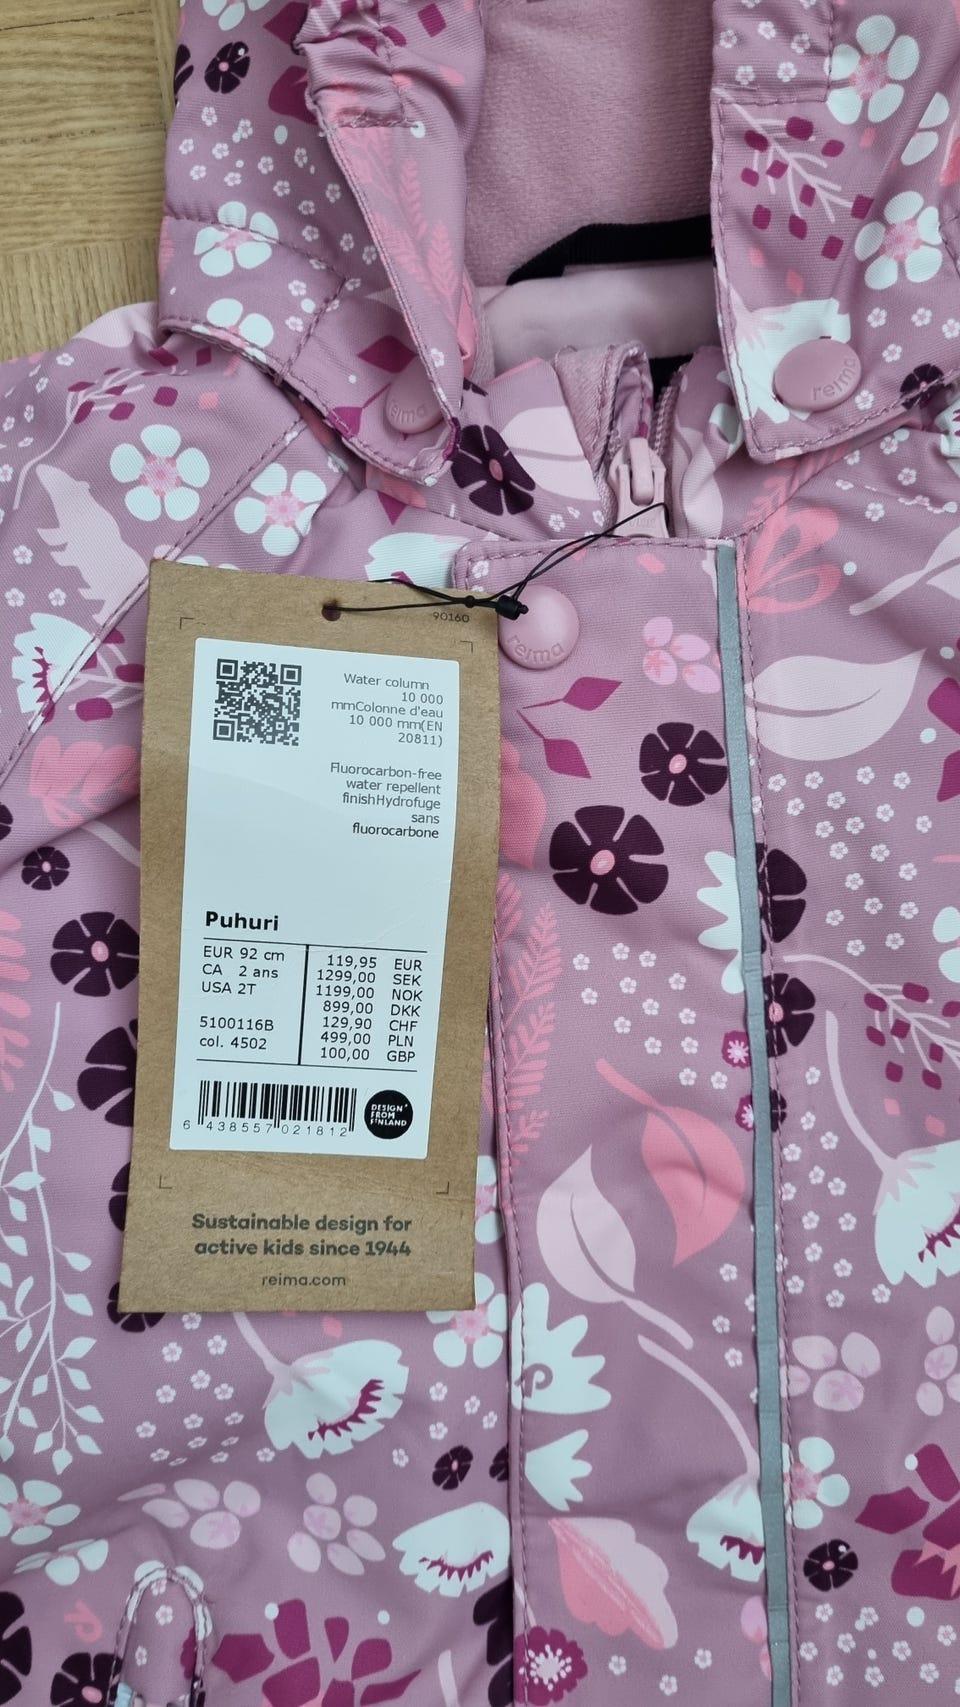 reima
reima
reima
90160
Water column
10 000
mmColonne d'eau
10 000 mm(EN
20811)
Fluorocarbon-free
water repellent
finishHydrofuge
sans
fluorocarbone
Puhuri
EUR 92 cm
CA 2 ans
USA 2T
5100116B
col. 4502
119,95 EUR
1299,00 SEK
1199,00 NOK
899,00 DKK
129,90 CHF
499,00 PLN
100,00 GBP
6 438557 021812
DESIGN
FROM
FINLAND
Sustainable design for
active kids since 1944
reima.com